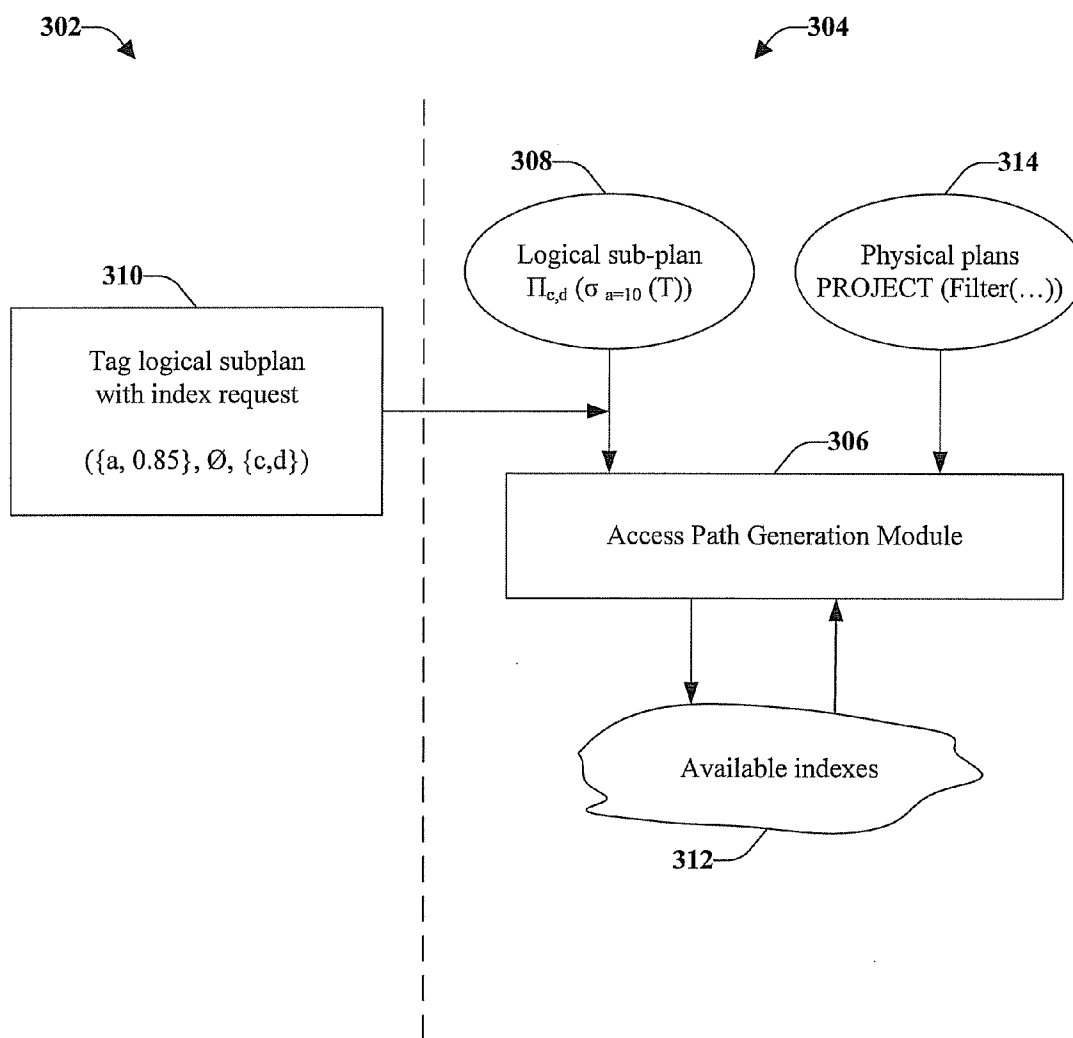 302
304
308
314
Logical sub-plan
Π c,d (σ a=10 (T))
Physical plans
PROJECT (Filter(…))
310
Tag logical subplan
with index request
({a, 0.85}, Ø, {c,d})
306
Access Path Generation Module
Available indexes
312